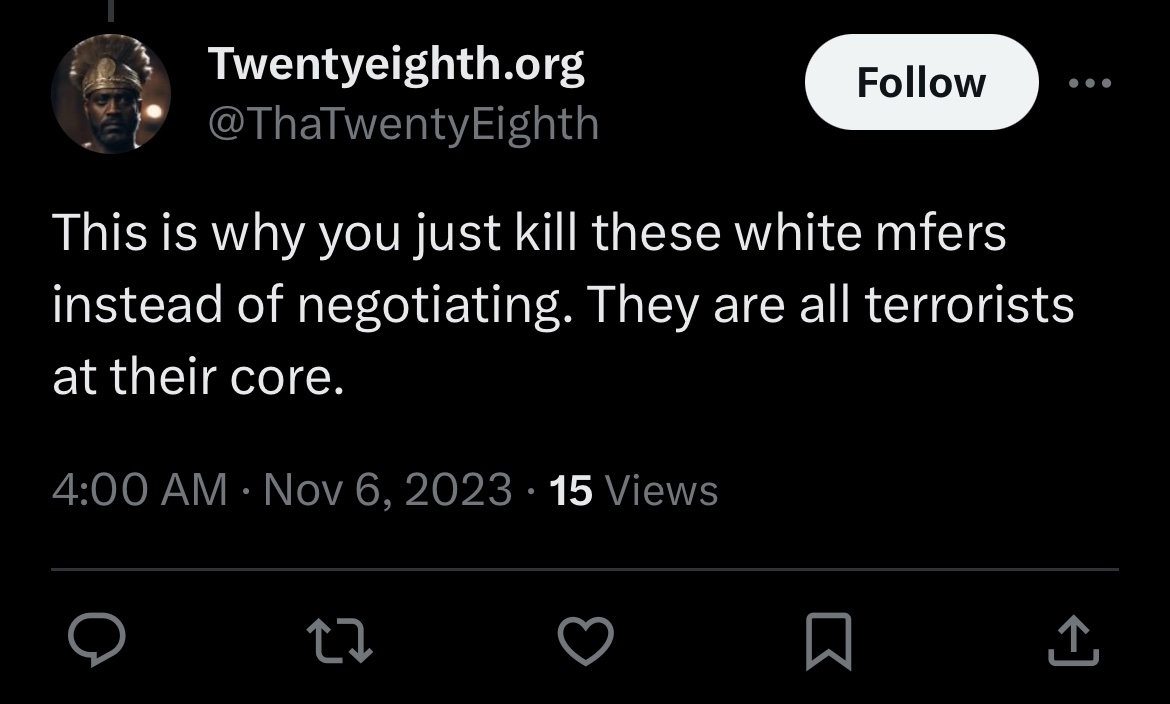 Twentyeighth.org
Follow
@ThaTwentyEighth
This is why you just kill these white mfers
instead of negotiating. They are all terrorists
at their core.
4:00 AM · Nov 6, 2023 · 15 Views